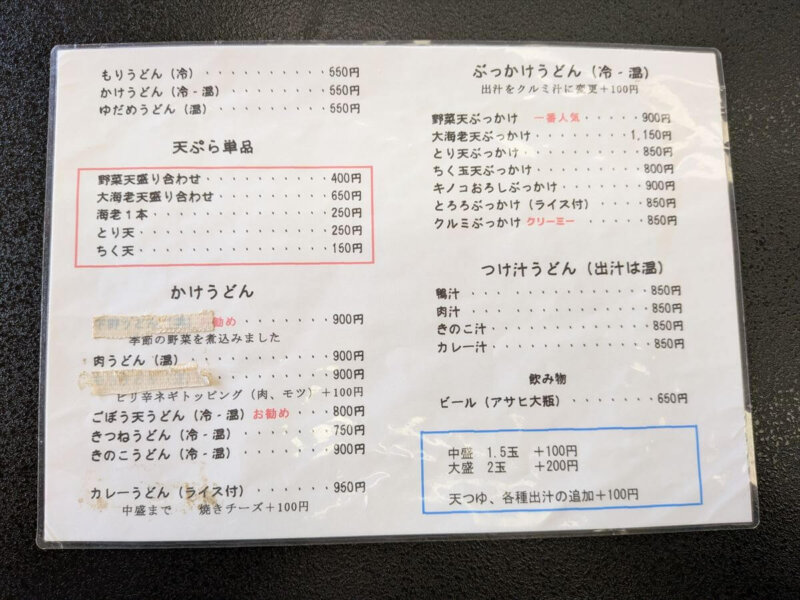 もりうどん（冷）・・・・・・・・・550円
かけうどん（冷‐温）・・・・・・・550円
ゆだめうどん（温）・・・・・・・・550円
天ぷら単品
野菜天盛り合わせ・・・・・・・・・400円
大海老天盛り合わせ・・・・・・・・650円
海老１本・・・・・・・・・・・・・250円
とり天・・・・・・・・・・・・・・250円
ちく天・・・・・・・・・・・・・・150円
かけうどん
勧め・・・・・・・900円
季節の野菜を煮込みました
肉うどん（温）・・・・・・・・・・900円
・・・・・・・・900円
ピリ辛ネギトッピング（肉、モツ）＋100円
ごぼう天うどん（冷‐温）お勧め・・・800円
きつねうどん（冷‐温）・・・・・・・750円
きのこうどん（冷‐温）・・・・・・・900円
カレーうどん（ライス付）・・・・・・950円
中盛まで　焼きチーズ＋100円
ぶっかけうどん（冷‐温）
出汁をクルミ汁に変更＋100円
野菜天ぶっかけ　一番人気・・・・・900円
大海老天ぶっかけ・・・・・・・・1,150円
とり天ぶっかけ・・・・・・・・・・850円
ちく玉天ぶっかけ・・・・・・・・・800円
キノコおろしぶっかけ・・・・・・・900円
とろろぶっかけ（ライス付）・・・・850円
クルミぶっかけ クリーミー・・・・・850円
つけ汁うどん（出汁は温）
鴨汁・・・・・・・・・・・・・・850円
肉汁・・・・・・・・・・・・・・850円
きのこ汁・・・・・・・・・・・・850円
カレー汁・・・・・・・・・・・・850円
飲み物
ビール（アサヒ大瓶）・・・・・・・650円
中盛　1.5玉　＋100円
大盛　2玉　＋200円
天つゆ、各種出汁の追加＋100円